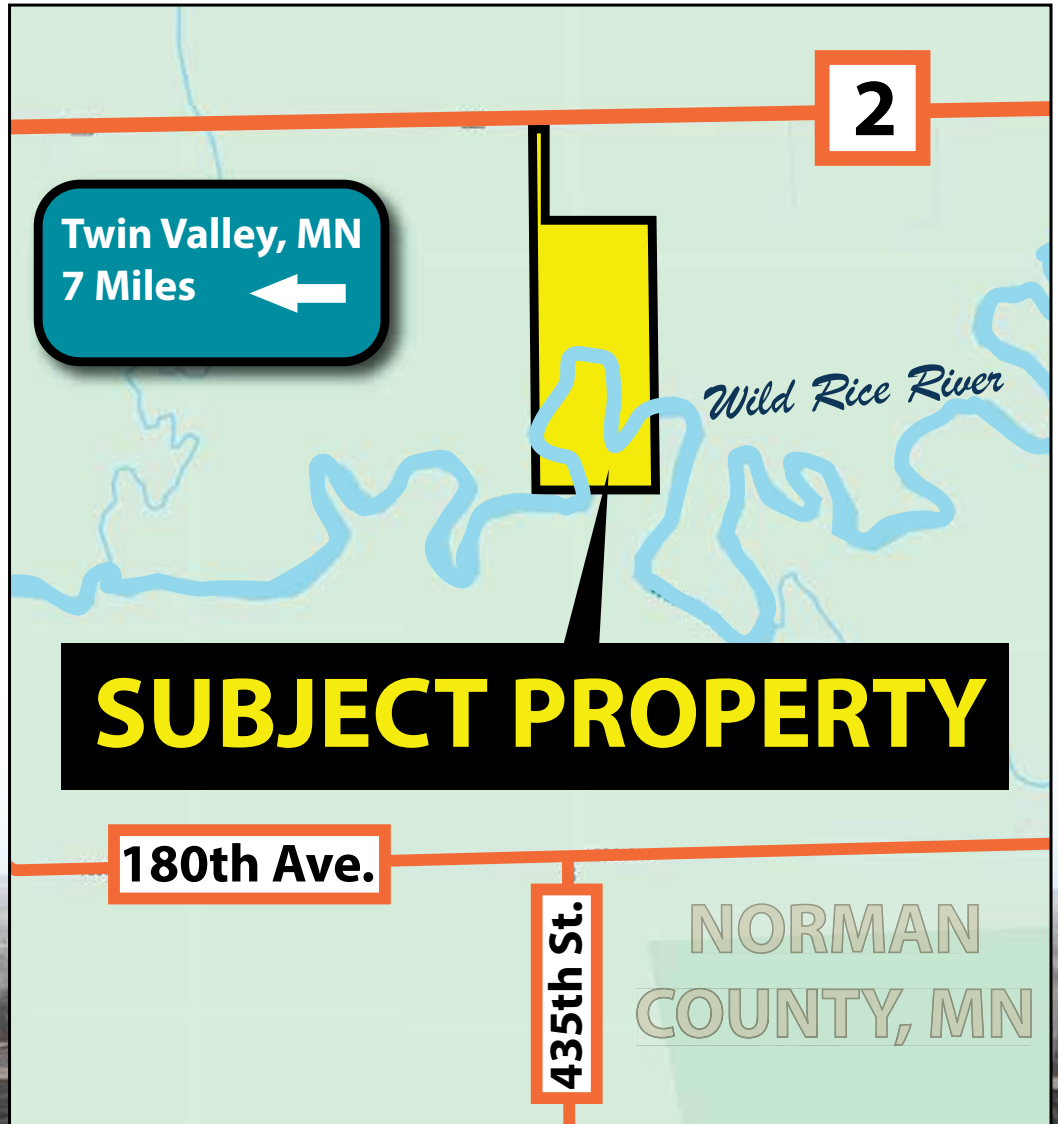 2
Twin Valley, MN
7 Miles
Wild Rice River
SUBJECT PROPERTY
180th Ave.
435th St.
NORMAN
COUNTY, MN